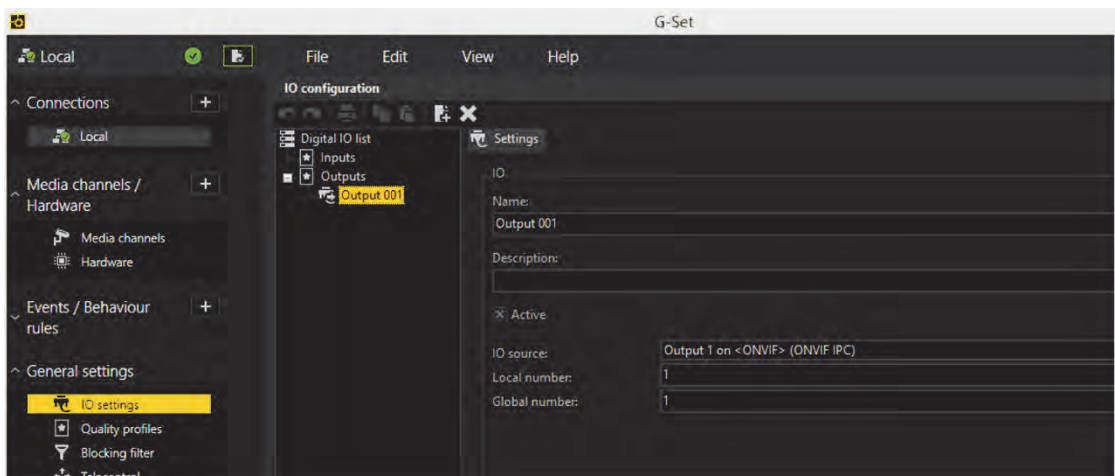 G-Set
Local
File Edit View Help
Connections +
Local
Media channels /
Hardware +
Media channels
Hardware
Events / Behaviour
rules +
General settings
IO settings
Quality profiles
Blocking filter
Telecontrol
IO configuration
Digital IO list
Inputs
Outputs
Output 001
Settings
IO
Name:
Output 001
Description:
Active
IO source: Output 1 on <ONVIF> (ONVIF IPC)
Local number: 1
Global number: 1